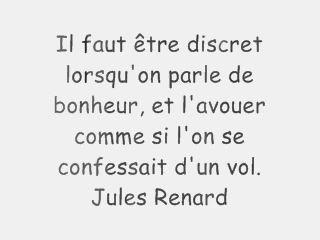 Il faut être discret
lorsqu'on parle de
bonheur, et l'avouer
comme si l'on se
confessait d'un vol.
Jules Renard